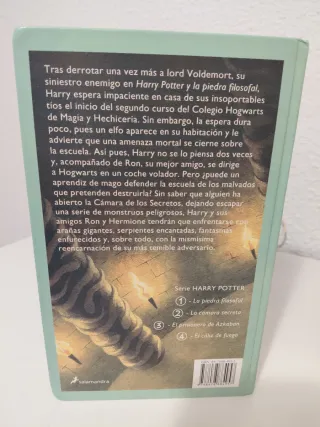 Tras derrotar una vez más a lord Voldemort, su
siniestro enemigo en Harry Potter y la piedra filosofal,
Harry espera impaciente en casa de sus insoportables
tíos el inicio del segundo curso del Colegio Hogwarts
de Magia y Hechicería. Sin embargo, la espera dura
poco, pues un elfo aparece en su habitación y le
advierte que una amenaza mortal se cierne sobre
la escuela. Así pues, Harry no se lo piensa dos veces
y, acompañado de Ron, su mejor amigo, se dirige
a Hogwarts en un coche volador. Pero ¿puede un
aprendiz de mago defender la escuela de los malvados
que pretenden destruirla? Sin saber que alguien ha
abierto la Cámara de los Secretos, dejando escapar
una serie de monstruos peligrosos, Harry y sus
amigos Ron y Hermione tendrán que enfrentarse con
arañas gigantes, serpientes encantadas, fantasmas
enfurecidos y, sobre todo, con la mismísima
reencarnación de su más temible adversario.
Serie HARRY POTTER
1 - La piedra filosofal
2 - La cámara secreta
3 - El prisionero de Azkaban
4 - El cáliz de fuego
salamandra